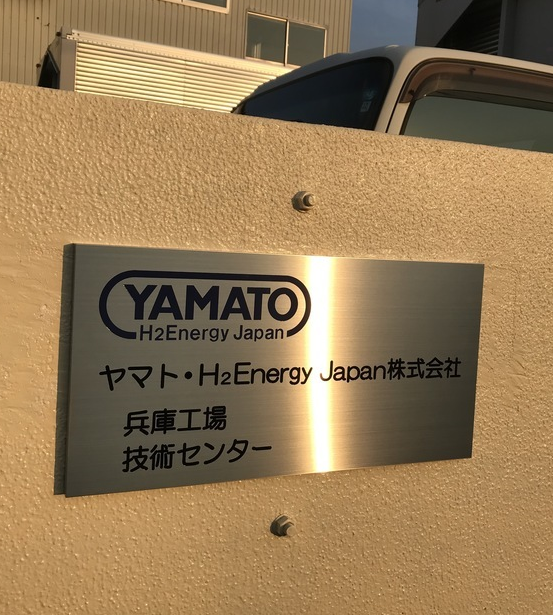 YAMATO
H2Energy Japan
ヤマト・H2Energy Japan株式会社
兵庫工場
技術センター